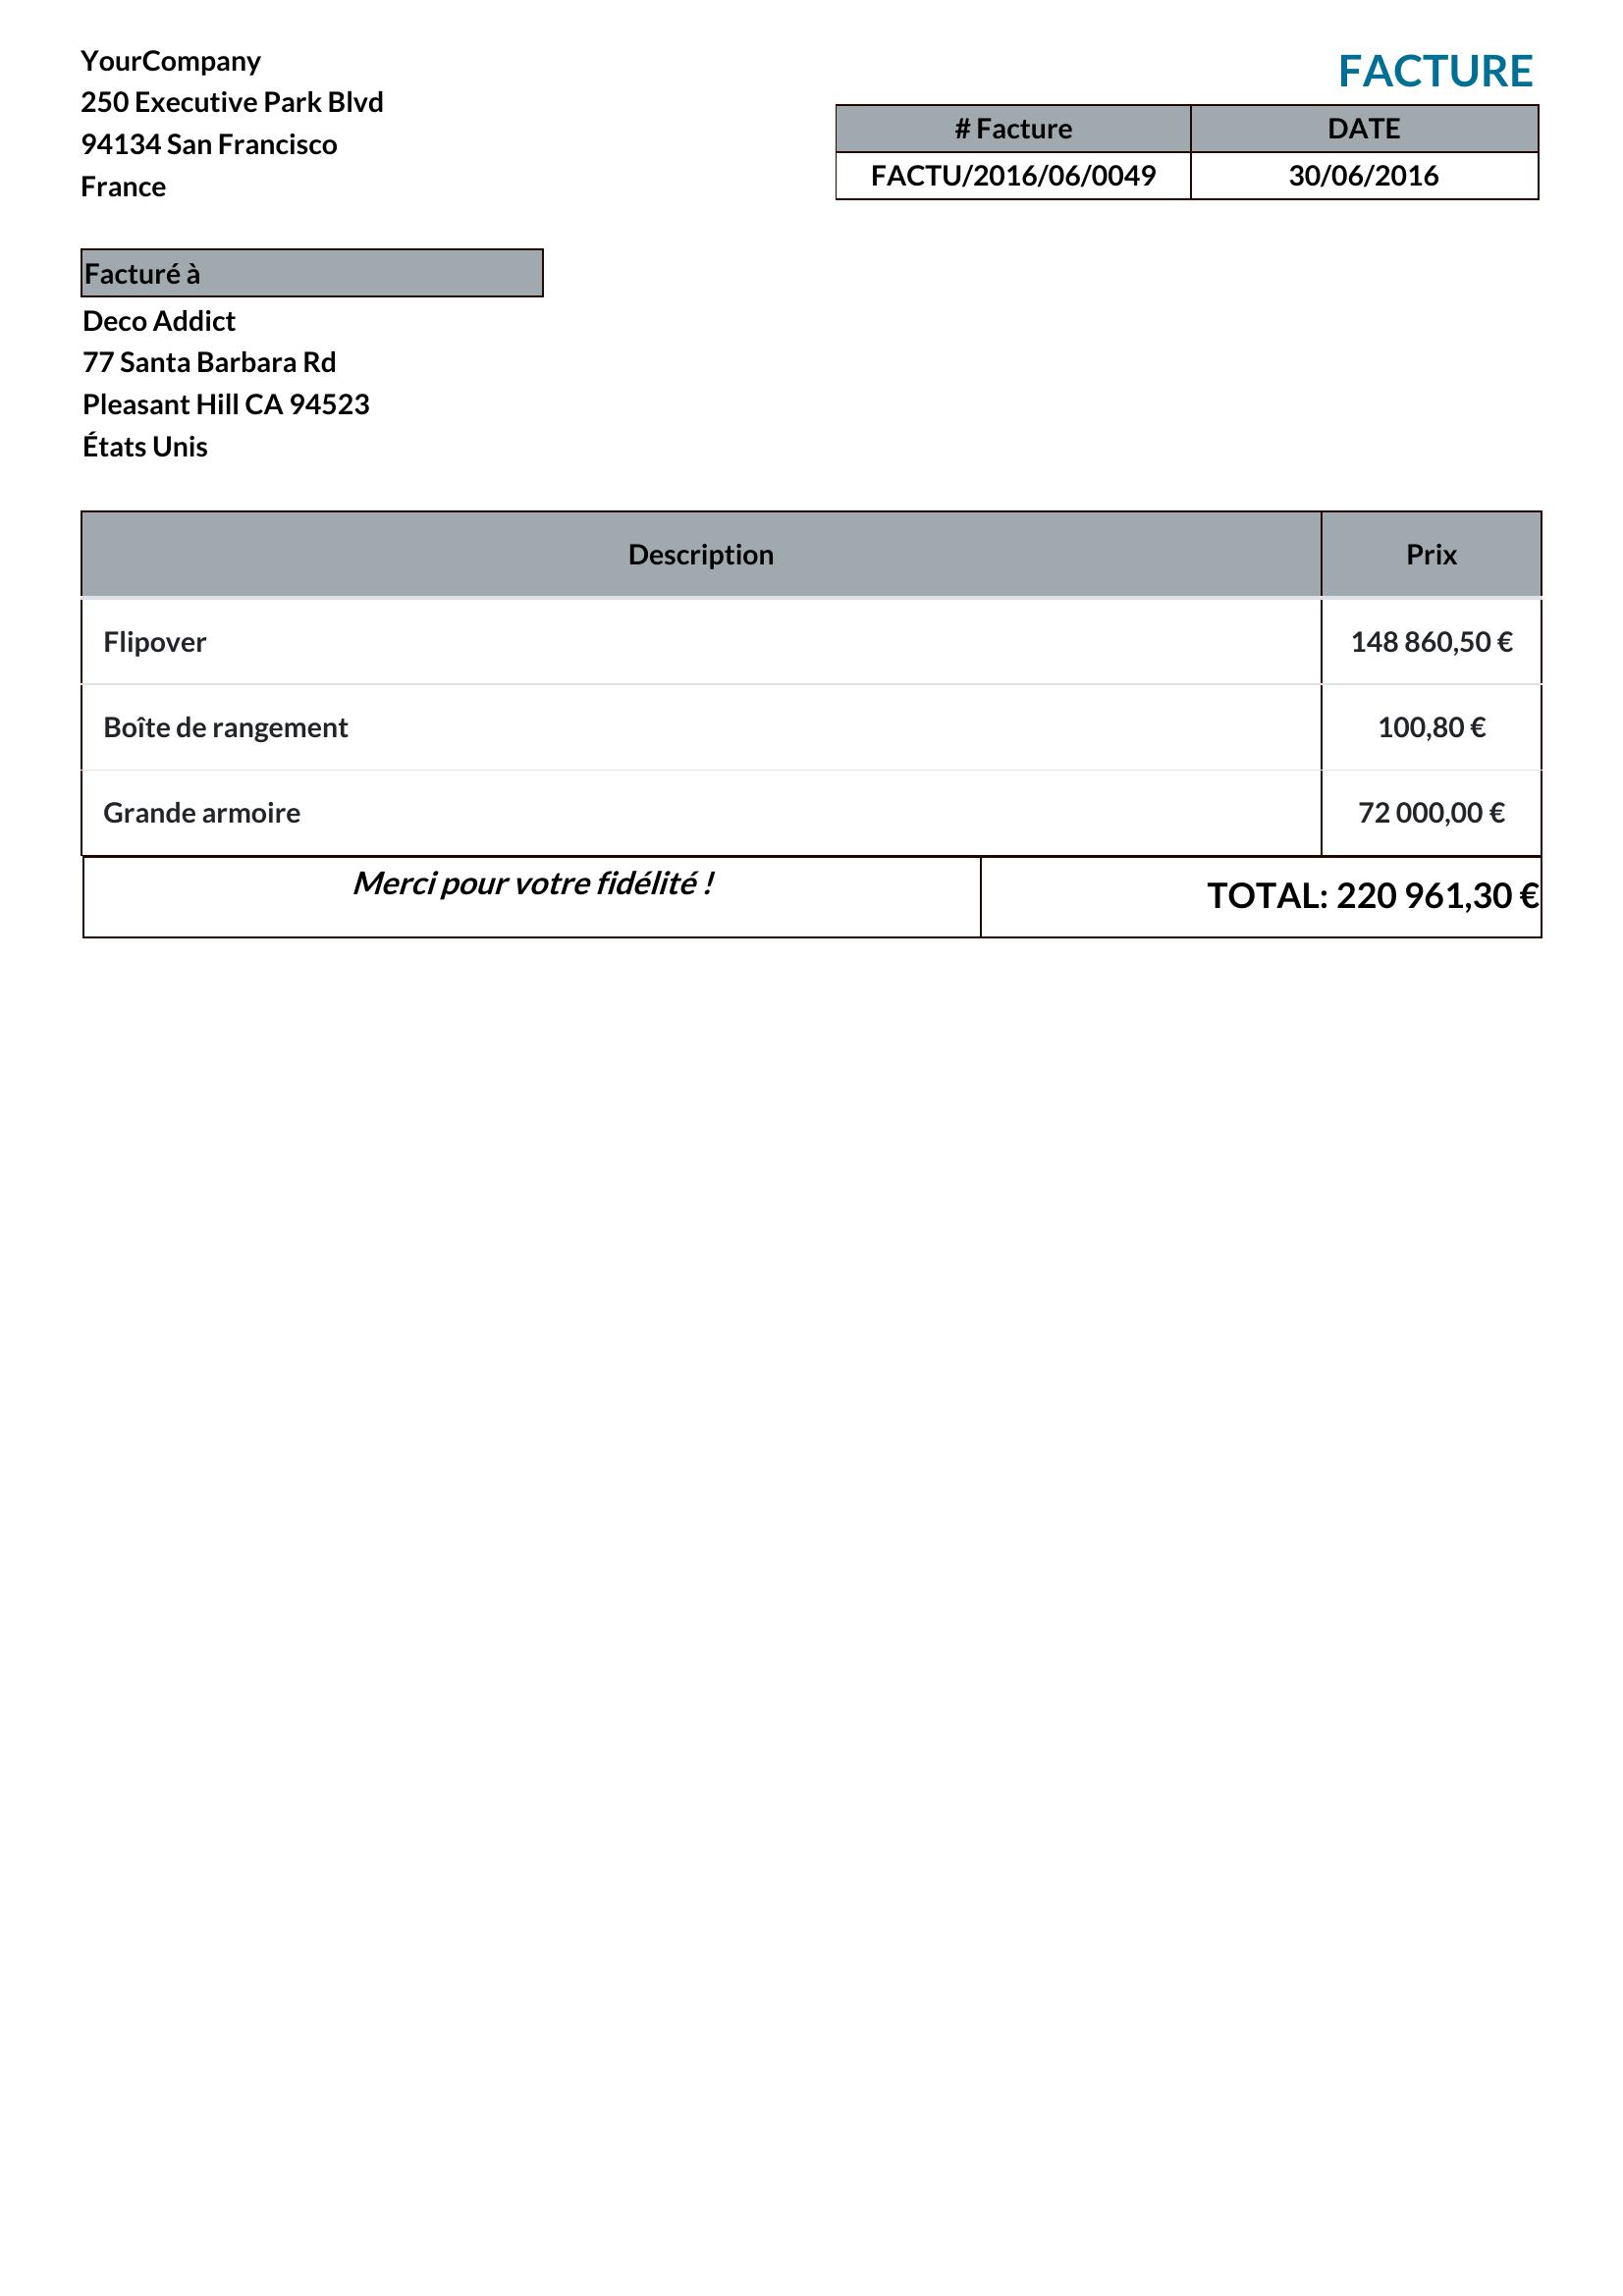 YourCompany
250 Executive Park Blvd
94134 San Francisco
France
FACTURE
# Facture DATE
FACTU/2016/06/0049 30/06/2016
Facturé à
Deco Addict
77 Santa Barbara Rd
Pleasant Hill CA 94523
États Unis
Description Prix
Flipover 148 860,50 €
Boîte de rangement 100,80 €
Grande armoire 72 000,00 €
Merci pour votre fidélité !
TOTAL: 220 961,30 €